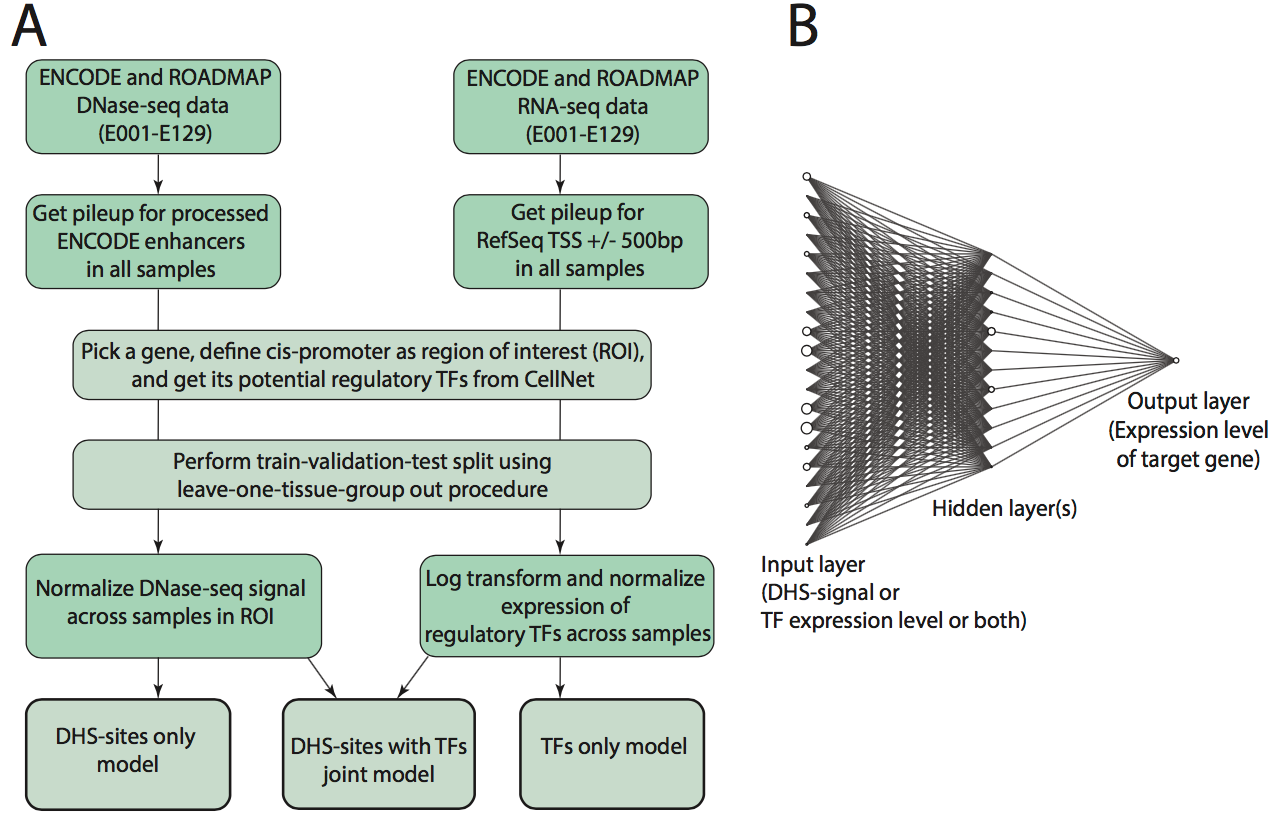 A
ENCODE and ROADMAP
DNase-seq data
(E001-E129)
ENCODE and ROADMAP
RNA-seq data
(E001-E129)
Get pileup for processed
ENCODE enhancers
in all samples
Get pileup for
RefSeq TSS +/- 500bp
in all samples
Pick a gene, define cis-promoter as region of interest (ROI),
and get its potential regulatory TFs from CellNet
Perform train-validation-test split using
leave-one-tissue-group out procedure
Normalize DNase-seq signal
across samples in ROI
Log transform and normalize
expression of
regulatory TFs across samples
DHS-sites only
model
DHS-sites with TFs
joint model
TFs only model
B
Output layer
(Expression level
of target gene)
Hidden layer(s)
Input layer
(DHS-signal or
TF expression level or both)